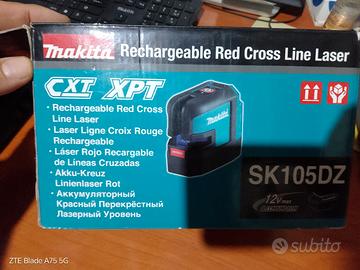 makita Rechargeable Red Cross Line Laser
CXT XPT
· Rechargeable Red Cross
Line Laser
· Laser Ligne Croix Rouge
Rechargeable
· Láser Rojo Recargable
de Líneas Cruzadas
· Akku-Kreuz
Linienlaser Rot
· Аккумуляторный
Красный Перекрёстный
Лазерный Уровень
makita
SK105DZ
12V max
subito
ZTE Blade A75 5G